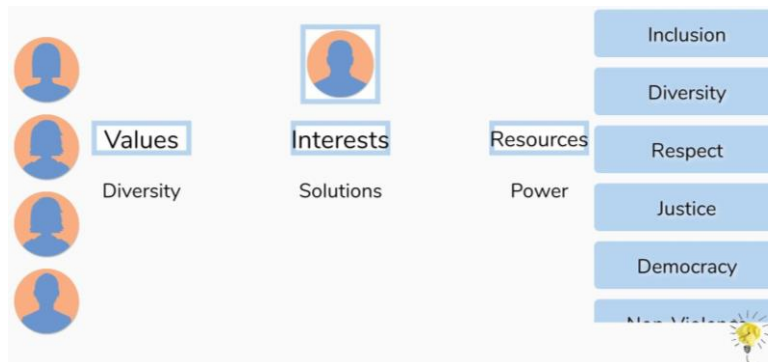 Values
Interests
Resources
Diversity
Solutions
Power
Inclusion
Diversity
Respect
Justice
Democracy